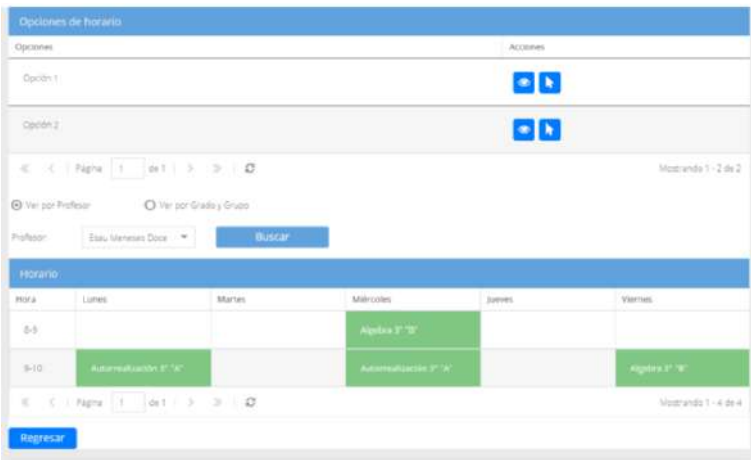 Opciones de horario
Opciones Acciones
Opción 1
Opción 2
Página 1 de 1 Mostrando 1 - 2 de 2
Ver por Profesor Ver por Grado y Grupo
Profesor Esau Meneses Doce Buscar
Horario
Hora Lunes Martes Miércoles Jueves Viernes
8-9 Algebra 3° "B"
9-10 Autorrealización 3° "A" Autorrealización 3° "A" Algebra 3° "B"
Página 1 de 1 Mostrando 1 - 4 de 4
Regresar